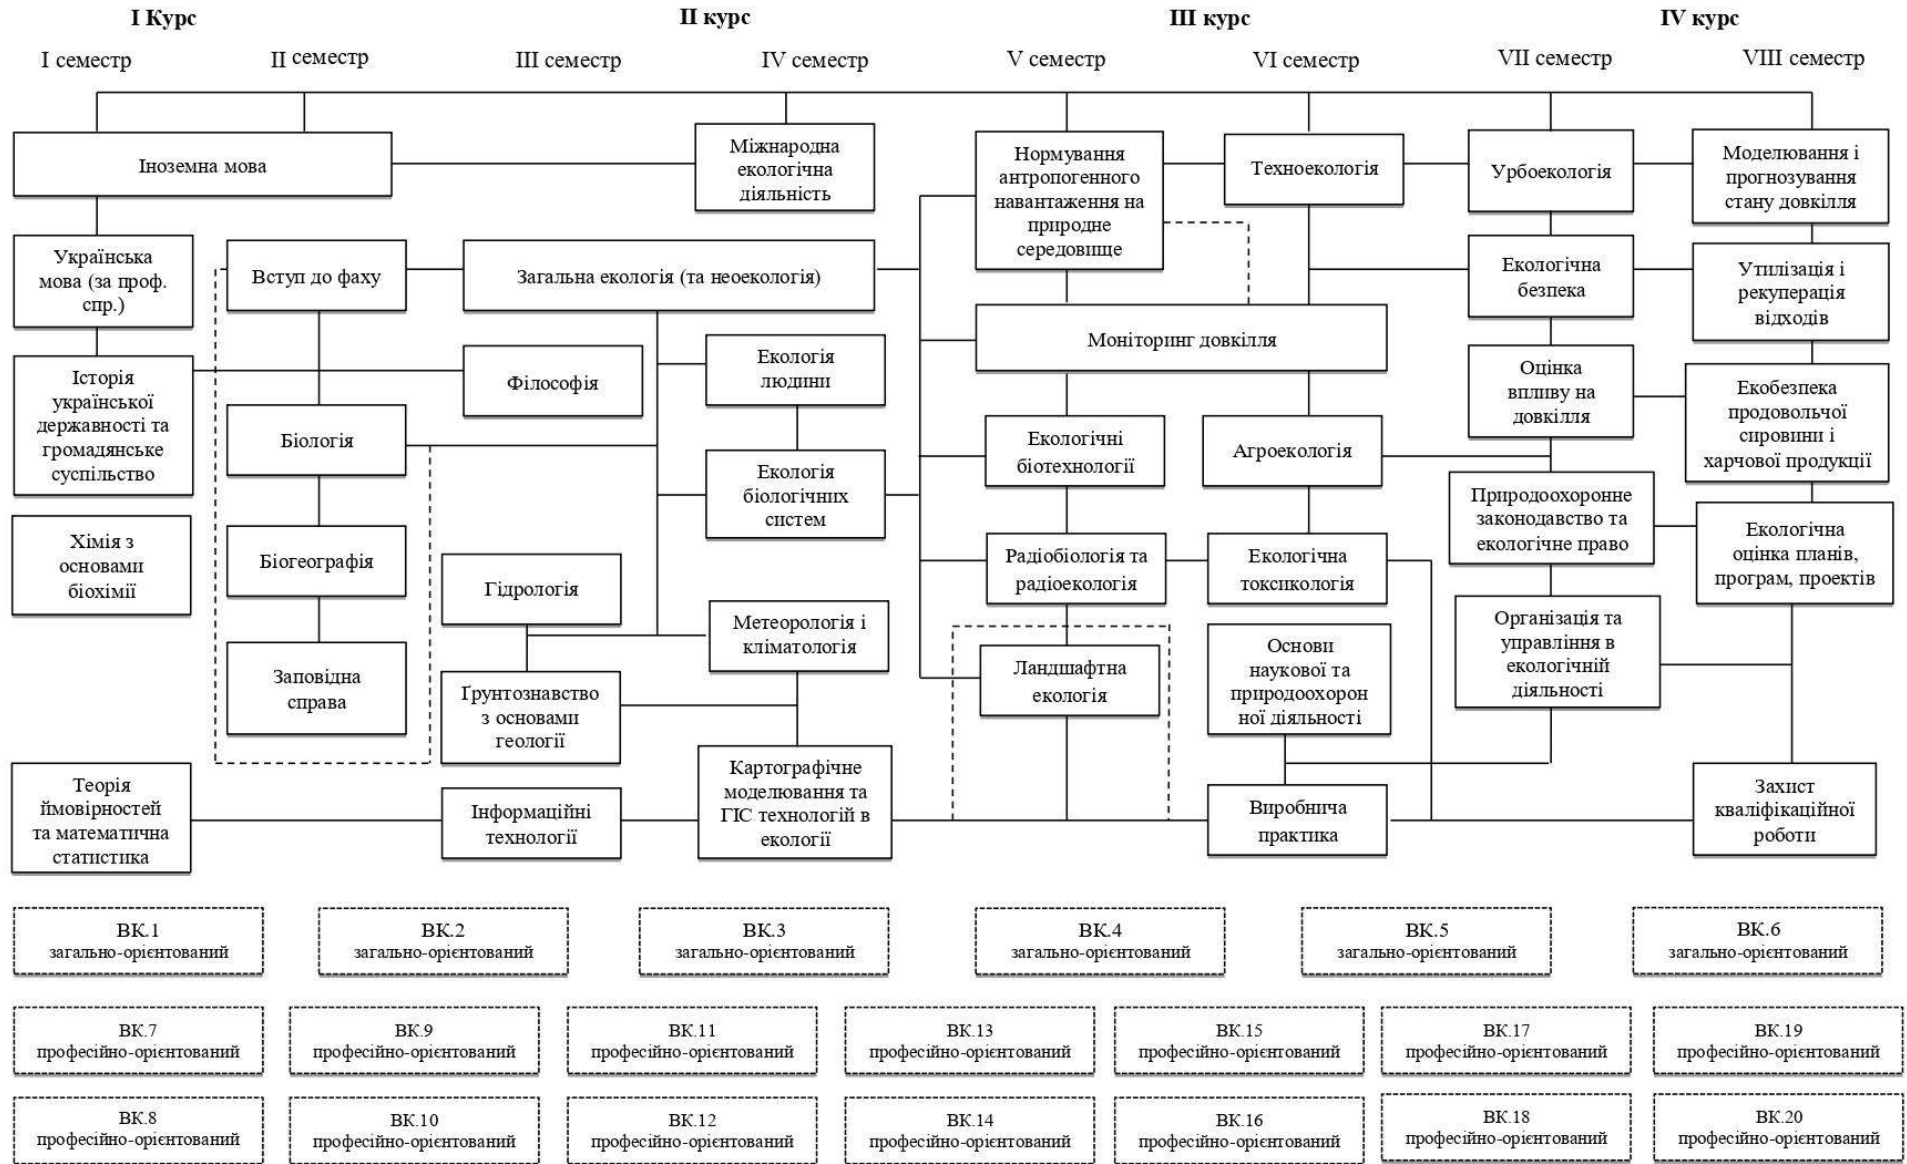 I Курс
II курс
III курс
IV курс
I семестр
II семестр
III семестр
IV семестр
V семестр
VI семестр
VII семестр
VIII семестр
Іноземна мова
Міжнародна
екологічна
діяльність
Нормування
антропогенного
навантаження на
природне
середовище
Техноекологія
Урбоекологія
Моделювання і
прогнозування
стану довкілля
Українська
мова (за проф.
спр.)
Вступ до фаху
Загальна екологія (та неоекологія)
Екологічна
безпека
Утилізація і
рекуперація
відходів
Моніторинг довкілля
Історія
української
державності та
громадянське
суспільство
Філософія
Екологія
людини
Оцінка
впливу на
довкілля
Екобезпека
продовольчої
сировини і
харчової продукції
Біологія
Екологія
біологічних
систем
Екологічні
біотехнології
Агроекологія
Природоохоронне
законодавство та
екологічне право
Екологічна
оцінка планів,
програм, проектів
Хімія з
основами
біохімії
Біогеографія
Гідрологія
Радіобіологія та
радіоекологія
Екологічна
токсикологія
Метеорологія і
кліматологія
Організація та
управління в
екологічній
діяльності
Заповідна
справа
Ґрунтознавство
з основами
геології
Ландшафтна
екологія
Основи
наукової та
природоохорон
ної діяльності
Теорія
ймовірностей
та математична
статистика
Інформаційні
технології
Картографічне
моделювання та
ГІС технологій в
екології
Виробнича
практика
Захист
кваліфікаційної
роботи
ВК.1
загально-орієнтований
ВК.2
загально-орієнтований
ВК.3
загально-орієнтований
ВК.4
загально-орієнтований
ВК.5
загально-орієнтований
ВК.6
загально-орієнтований
ВК.7
професійно-орієнтований
ВК.9
професійно-орієнтований
ВК.11
професійно-орієнтований
ВК.13
професійно-орієнтований
ВК.15
професійно-орієнтований
ВК.17
професійно-орієнтований
ВК.19
професійно-орієнтований
ВК.8
професійно-орієнтований
ВК.10
професійно-орієнтований
ВК.12
професійно-орієнтований
ВК.14
професійно-орієнтований
ВК.16
професійно-орієнтований
ВК.18
професійно-орієнтований
ВК.20
професійно-орієнтований